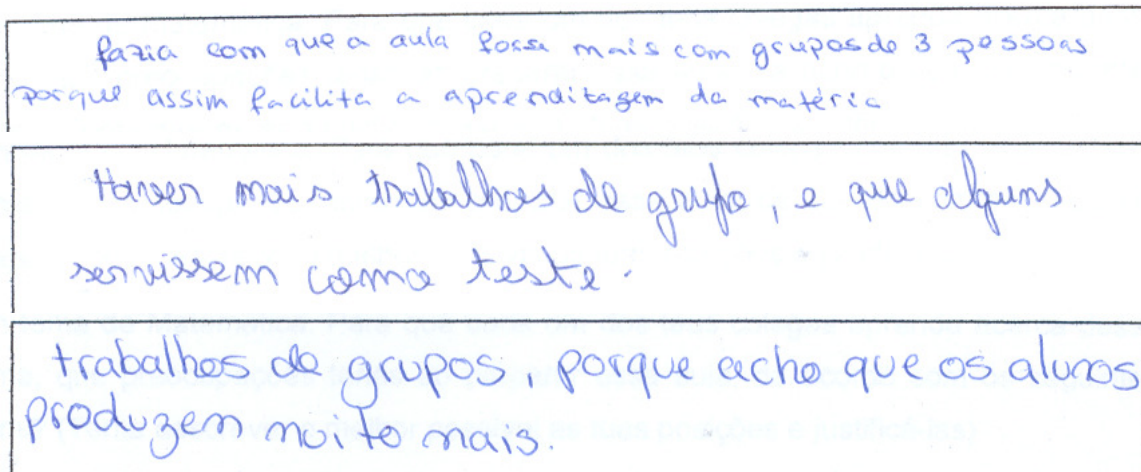 fazia com que a aula fosse mais com grupos de 3 pessoas
porque assim facilita a aprenditagem da matéria
Haver mais trabalhos de grupo, e que alguns
servissem como teste.
trabalhos de grupos, porque acho que os alunos
produzem muito mais.